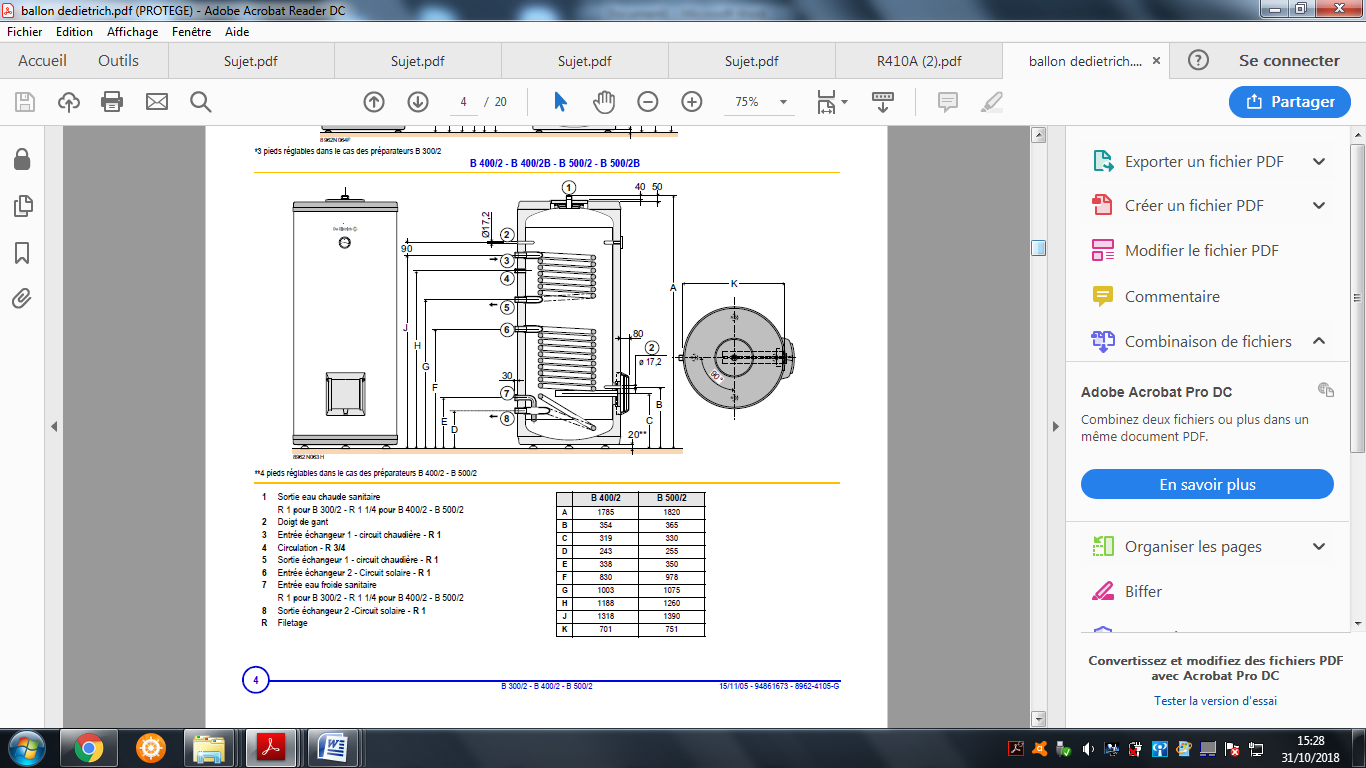 ballon dedietrich.pdf (PROTEGE) - Adobe Acrobat Reader DC
Fichier Edition Affichage Fenêtre Aide
Accueil Outils Sujet.pdf Sujet.pdf Sujet.pdf Sujet.pdf R410A (2).pdf ballon dedietrich.... × Se connecter
4 / 20 75% Partager
8962N064F
*3 pieds réglables dans le cas des préparateurs B 300/2
B 400/2 - B 400/2B - B 500/2 - B 500/2B
1 40 50
Ø17,2
2
90
3
4
5
6
7
8
J H G F E D
30
80
2
ø 17,2
A
B
C
20**
K
90°
8962N063H
**4 pieds réglables dans le cas des préparateurs B 400/2 - B 500/2
1 Sortie eau chaude sanitaire
R 1 pour B 300/2 - R 1 1/4 pour B 400/2 - B 500/2
2 Doigt de gant
3 Entrée échangeur 1 - circuit chaudière - R 1
4 Circulation - R 3/4
5 Sortie échangeur 1 - circuit chaudière - R 1
6 Entrée échangeur 2 - Circuit solaire - R 1
7 Entrée eau froide sanitaire
R 1 pour B 300/2 - R 1 1/4 pour B 400/2 - B 500/2
8 Sortie échangeur 2 -Circuit solaire - R 1
R Filetage
B 400/2 B 500/2
A 1785 1820
B 354 365
C 319 330
D 243 255
E 338 350
F 830 978
G 1003 1075
H 1188 1260
J 1318 1390
K 701 751
4 B 300/2 - B 400/2 - B 500/2 15/11/05 - 94861673 - 8962-4105-G
Exporter un fichier PDF
Créer un fichier PDF
Modifier le fichier PDF
Commentaire
Combinaison de fichiers
Adobe Acrobat Pro DC
Combinez deux fichiers ou plus dans un
même document PDF.
En savoir plus
Organiser les pages
Biffer
Convertissez et modifiez des fichiers PDF
avec Acrobat Pro DC
Tester la version d'essai
15:28
31/10/2018